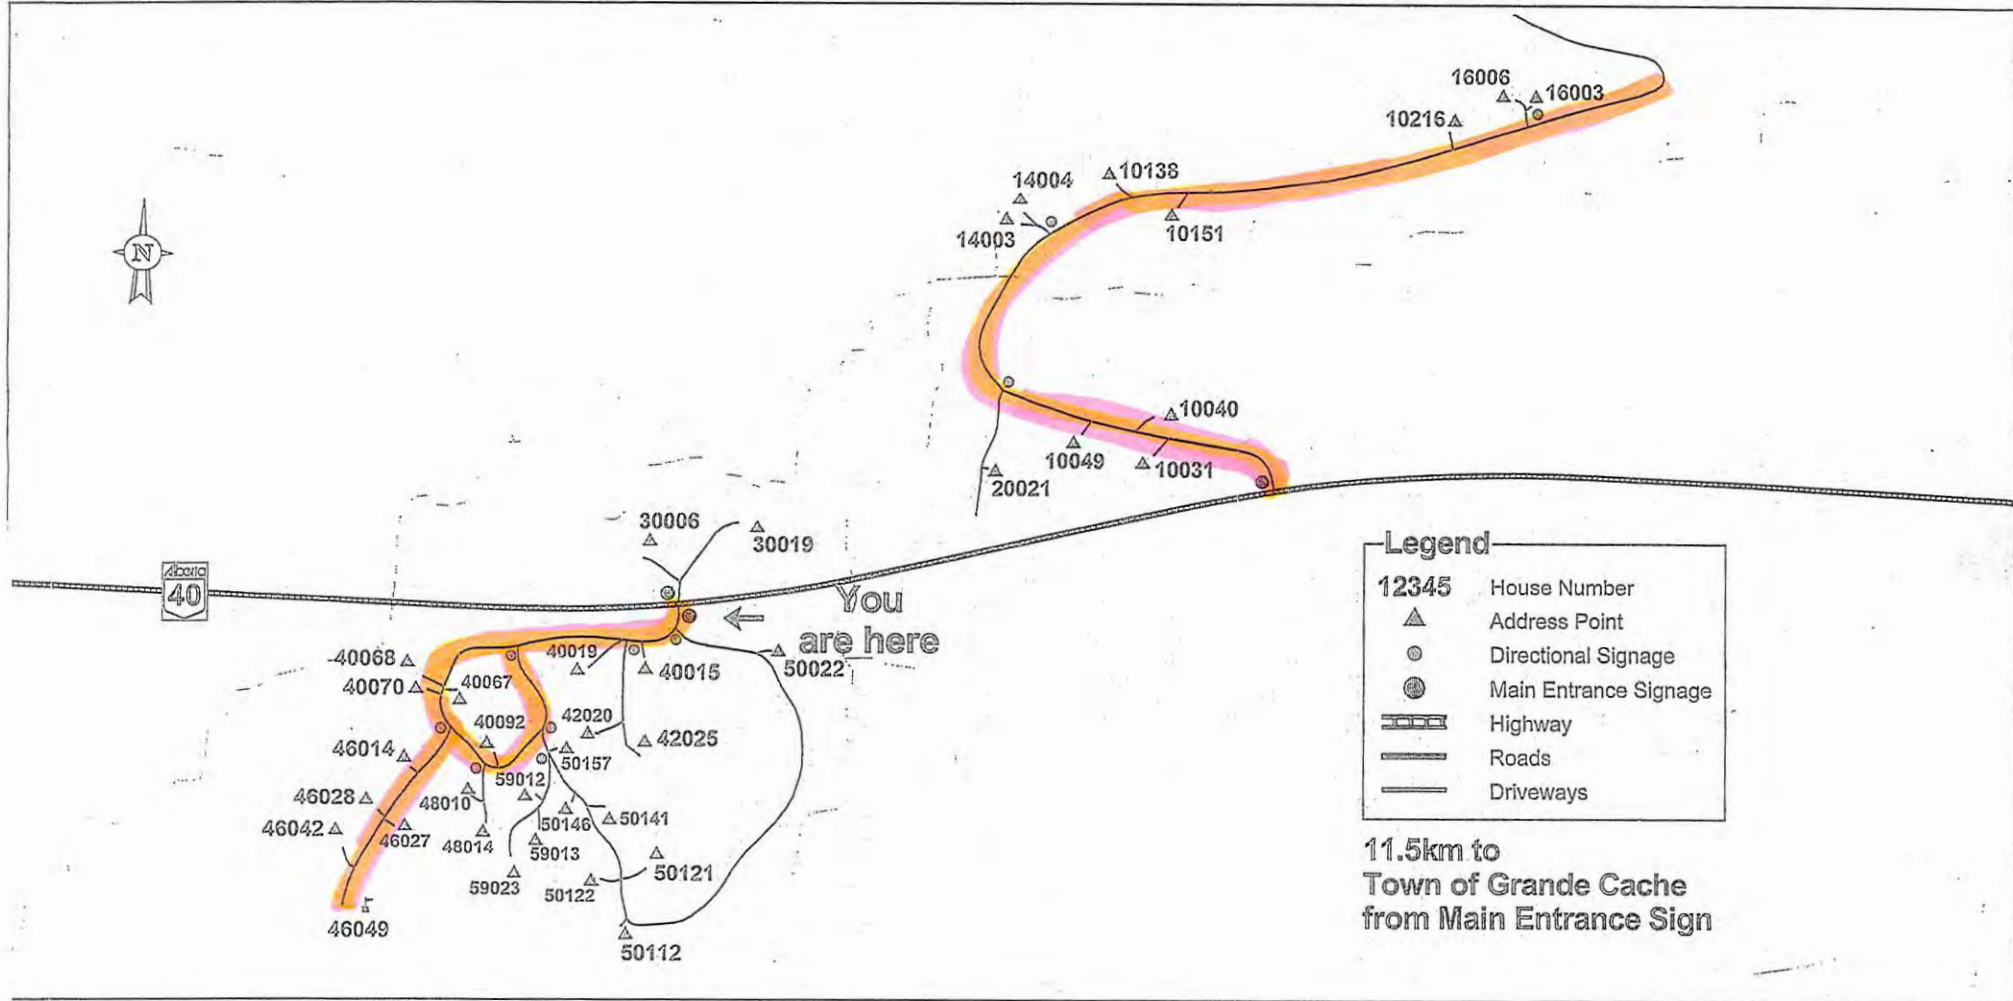 16006
16003
10216
10138
14004
14003
10151
10040
10049
10031
20021
N
30006
30019
Alberta
40
You
are here
40068
40019
40015
50022
40070
40067
40092
42020
42025
46014
50157
59012
46028
48010
50146
50141
46042
46027
48014
59013
50121
59023
50122
46049
50112
Legend
12345 House Number
Address Point
Directional Signage
Main Entrance Signage
Highway
Roads
Driveways
11.5km to
Town of Grande Cache
from Main Entrance Sign